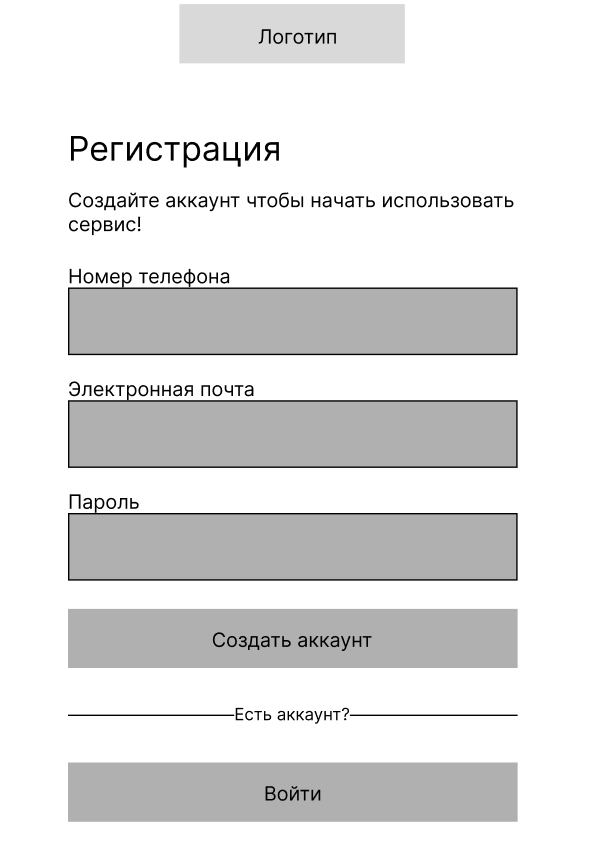 Логотип
Регистрация
Создайте аккаунт чтобы начать использовать
сервис!
Номер телефона
Электронная почта
Пароль
Создать аккаунт
Есть аккаунт?
Войти